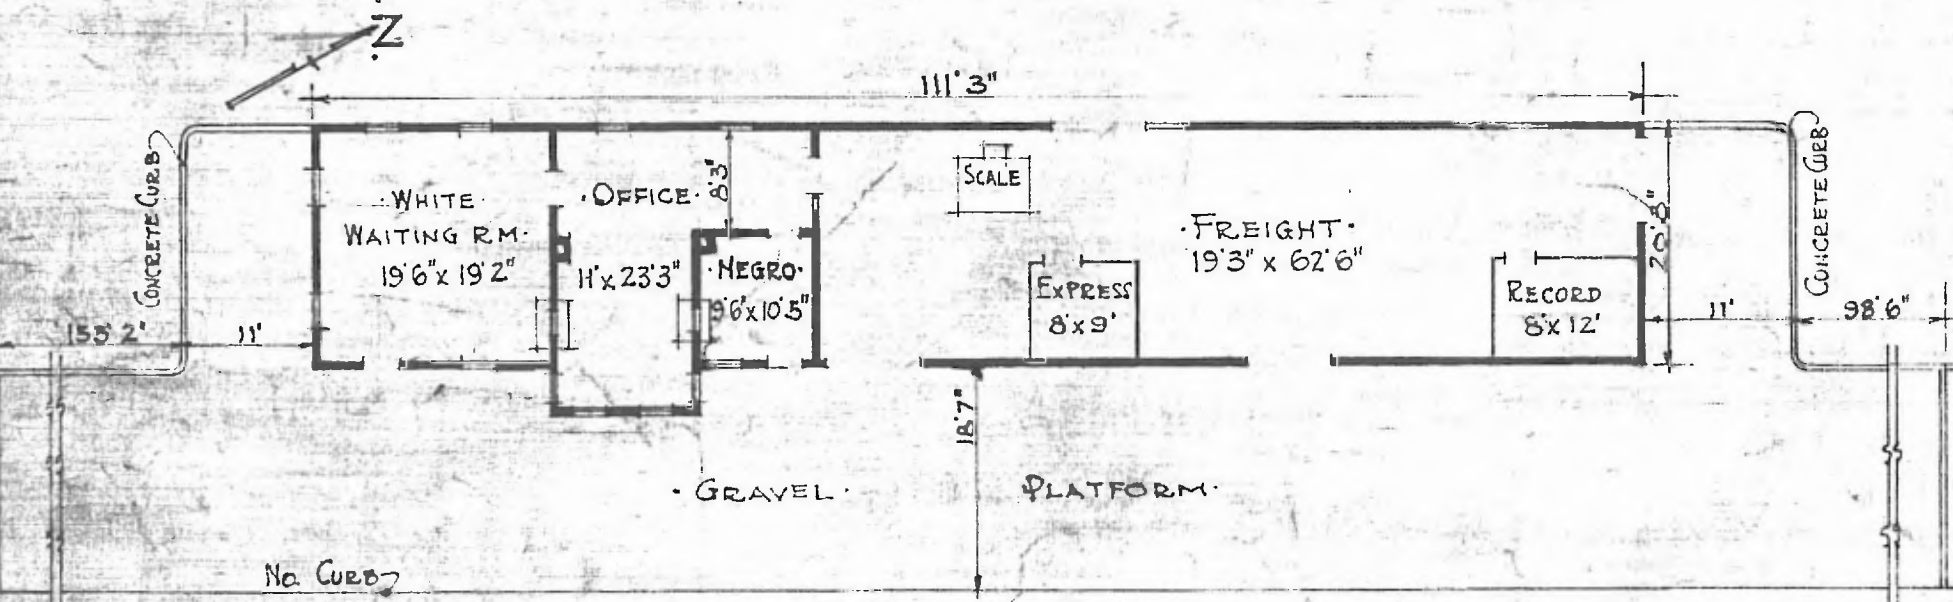 N
111'3"
CONCRETE CURB
·WHITE·
WAITING RM·
19'6" x 19'2"
·OFFICE·
11' x 23'3"
8'3"
·NEGRO·
9'6" x 10'5"
SCALE
·FREIGHT·
19'3" x 62'6"
EXPRESS
8' x 9'
RECORD
8' x 12'
20'8"
CONCRETE CURB
153'2"
11'
11'
98'6"
18'7"
·GRAVEL·
PLATFORM·
No. CURB